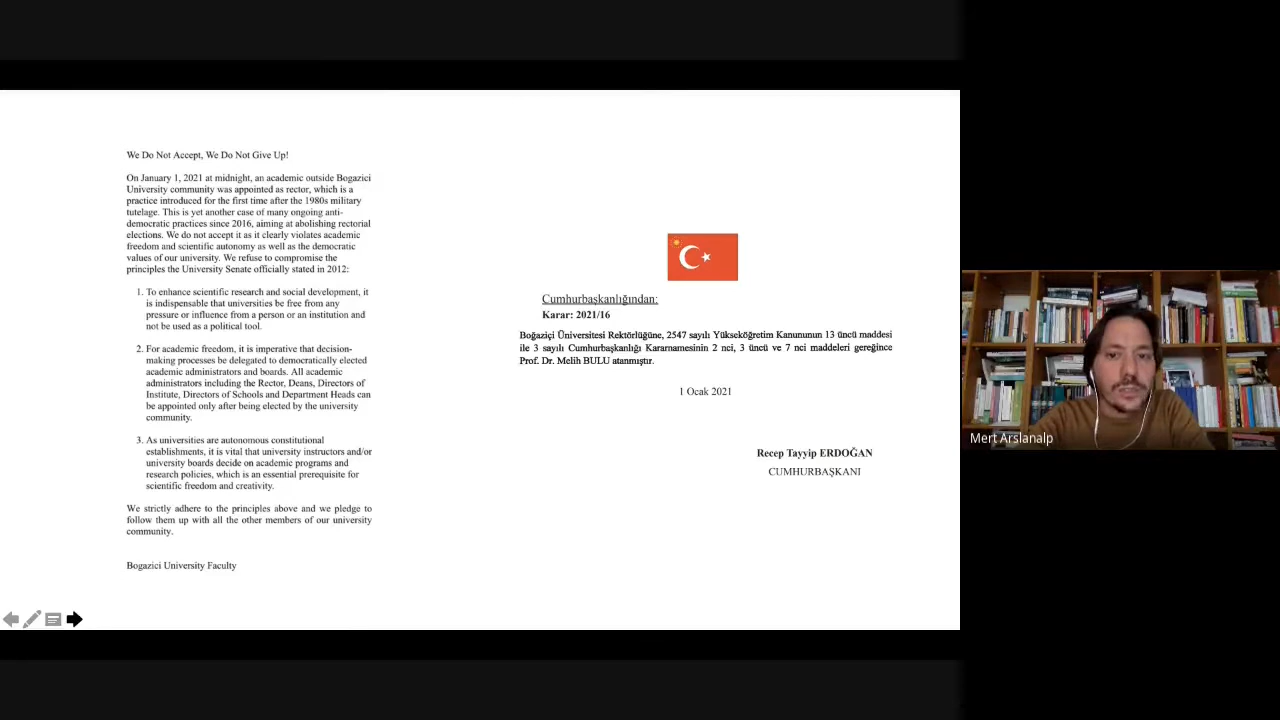 We Do Not Accept, We Do Not Give Up!
On January 1, 2021 at midnight, an academic outside Bogazici
University community was appointed as rector, which is a
practice introduced for the first time after the 1980s military
tutelage. This is yet another case of many ongoing anti-
democratic practices since 2016, aiming at abolishing rectorial
elections. We do not accept it as it clearly violates academic
freedom and scientific autonomy as well as the democratic
values of our university. We refuse to compromise the
principles the University Senate officially stated in 2012:
1. To enhance scientific research and social development, it
is indispensable that universities be free from any
pressure or influence from a person or an institution and
not be used as a political tool.
2. For academic freedom, it is imperative that decision-
making processes be delegated to democratically elected
academic administrators and boards. All academic
administrators including the Rector, Deans, Directors of
Institute, Directors of Schools and Department Heads can
be appointed only after being elected by the university
community.
3. As universities are autonomous constitutional
establishments, it is vital that university instructors and/or
university boards decide on academic programs and
research policies, which is an essential prerequisite for
scientific freedom and creativity.
We strictly adhere to the principles above and we pledge to
follow them up with all the other members of our university
community.
Bogazici University Faculty
Cumhurbaşkanlığından:
Karar: 2021/16
Boğaziçi Üniversitesi Rektörlüğüne, 2547 sayılı Yükseköğretim Kanununun 13 üncü maddesi
ile 3 sayılı Cumhurbaşkanlığı Kararnamesinin 2 nci, 3 üncü ve 7 nci maddeleri gereğince
Prof. Dr. Melih BULU atanmıştır.
1 Ocak 2021
Recep Tayyip ERDOĞAN
CUMHURBAŞKANI
Mert Arslanalp